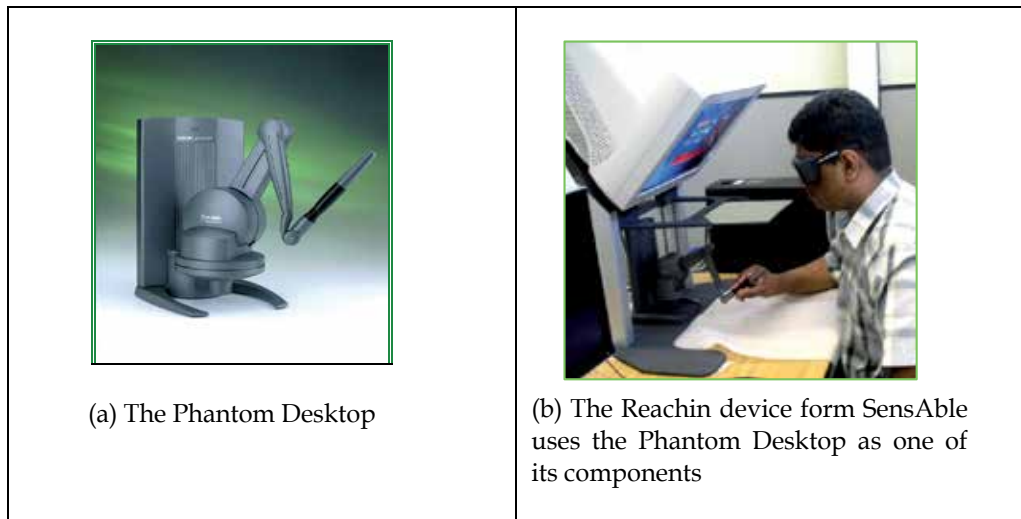 (a) The Phantom Desktop
(b) The Reachin device form SensAble
uses the Phantom Desktop as one of
its components